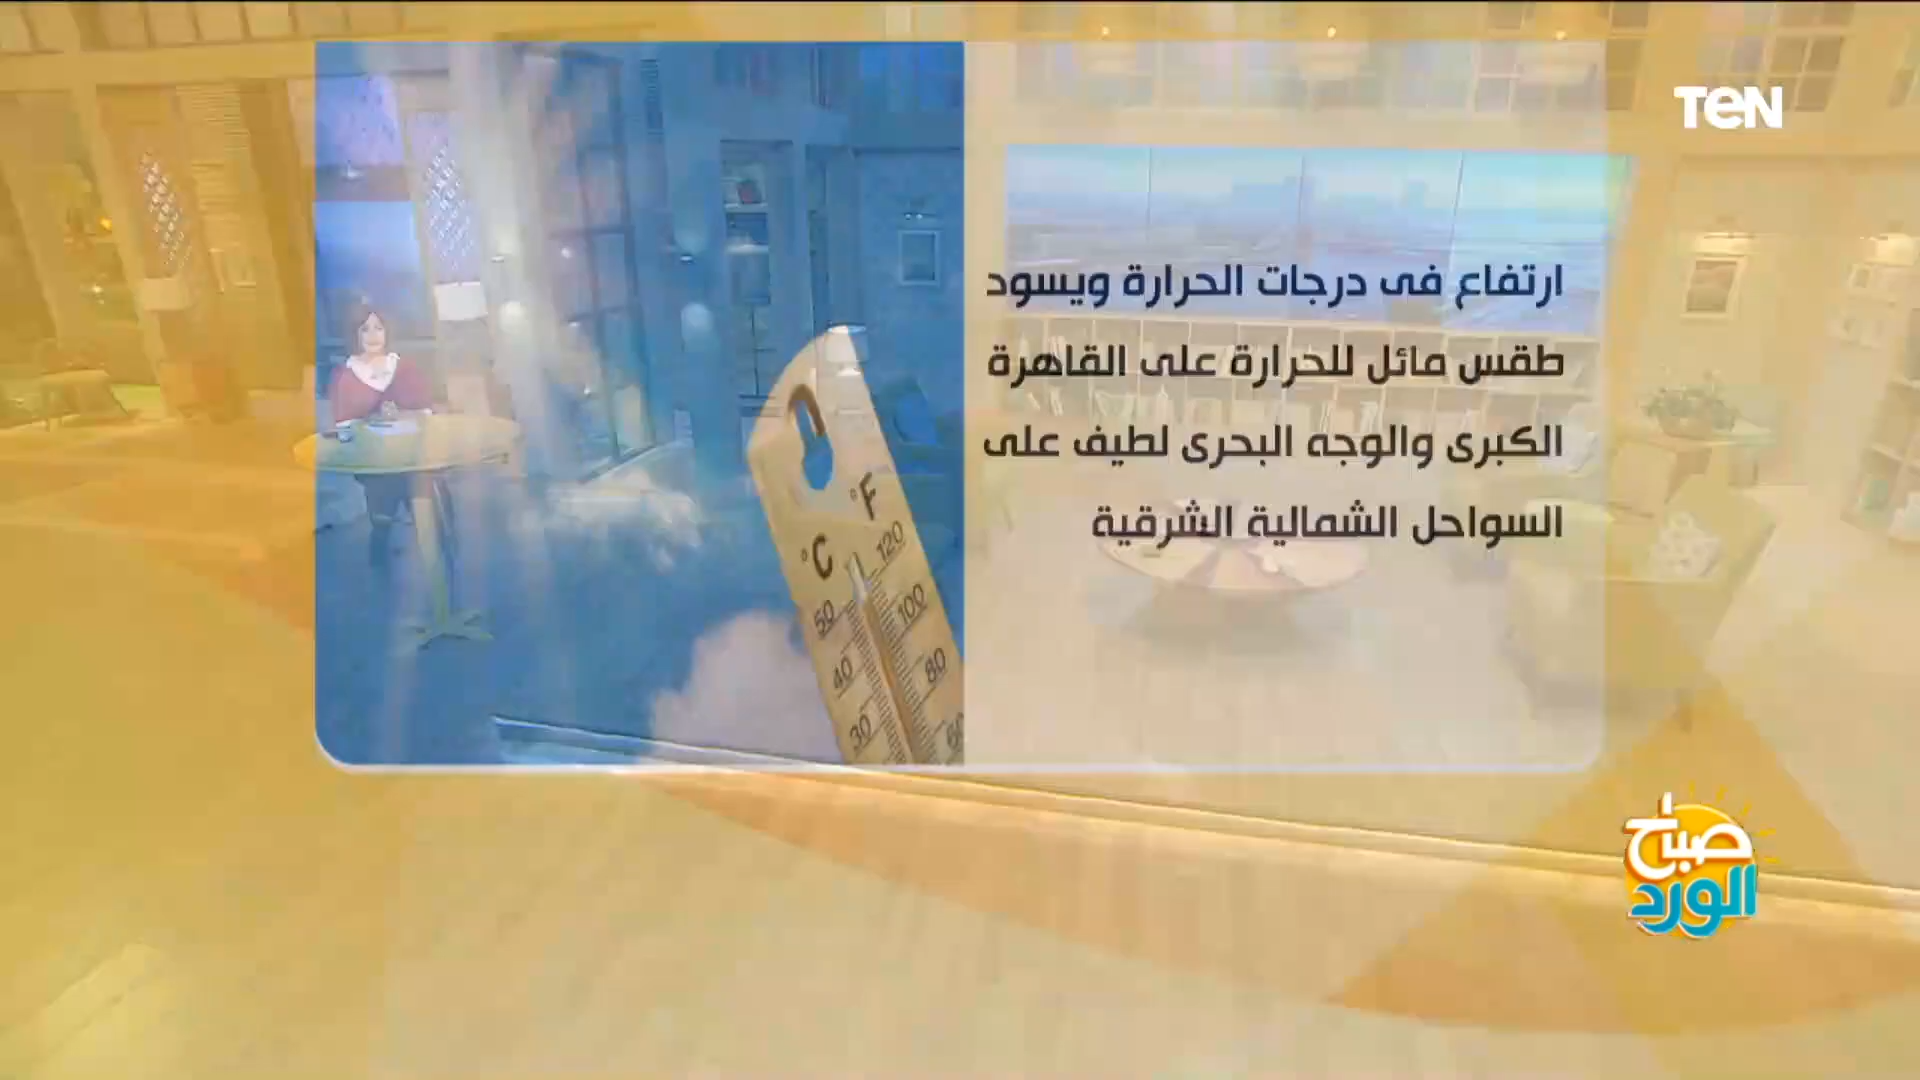 TEN
ارتفاع فى درجات الحرارة ويسود
طقس مائل للحرارة على القاهرة
الكبرى والوجه البحرى لطيف على
السواحل الشمالية الشرقية
°F
°C
120
50
100
40
80
30
60
صباح
الورد